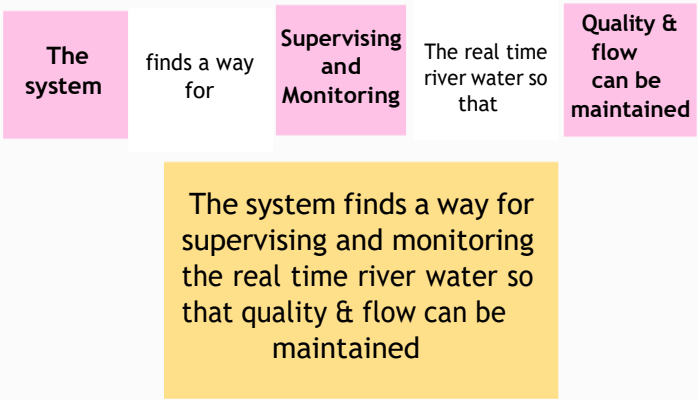 The
system
finds a way
for
Supervising
and
Monitoring
The real time
river water so
that
Quality &
flow
can be
maintained
The system finds a way for
supervising and monitoring
the real time river water so
that quality & flow can be
maintained